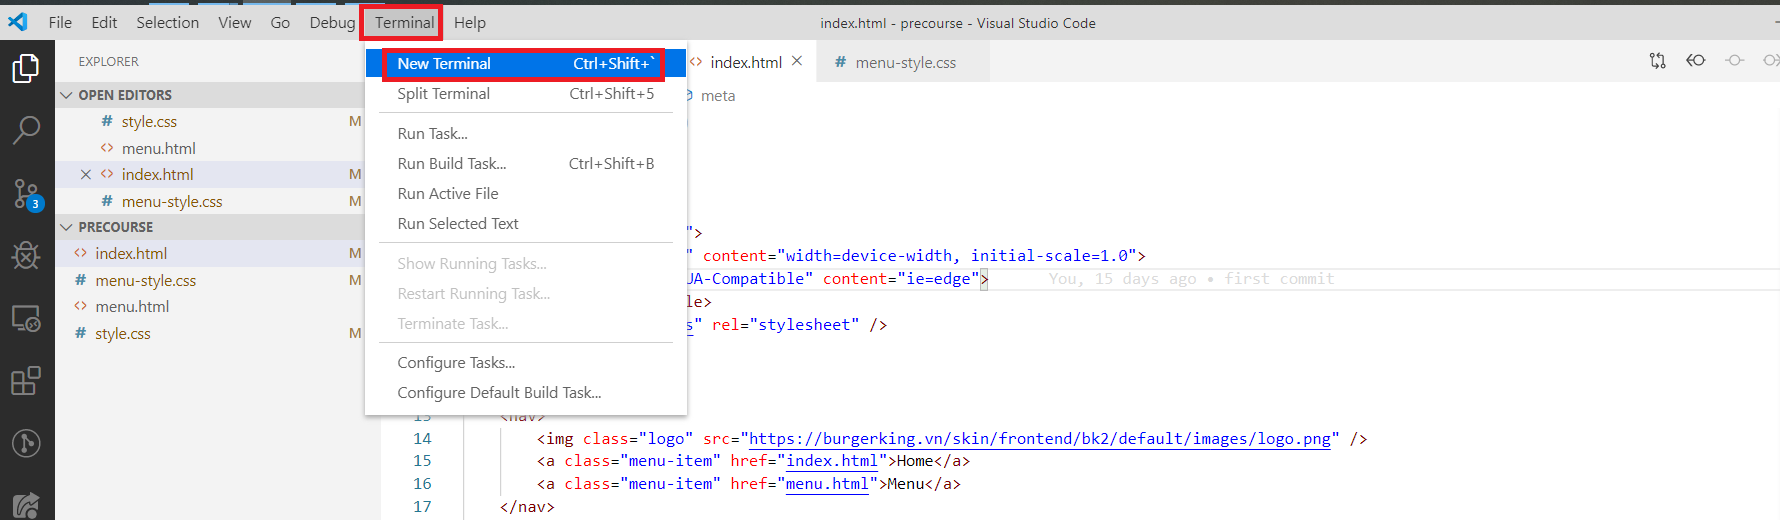 File Edit Selection View Go Debug Terminal Help index.html - precourse - Visual Studio Code
EXPLORER
New Terminal Ctrl+Shift+`
index.html
menu-style.css
OPEN EDITORS
Split Terminal Ctrl+Shift+5
meta
style.css M
menu.html
Run Task...
index.html M
Run Build Task... Ctrl+Shift+B
menu-style.css M
Run Active File
3
PRECOURSE
Run Selected Text
">
index.html M
" content="width=device-width, initial-scale=1.0">
menu-style.css M
Show Running Tasks...
UA-Compatible" content="ie=edge"> You, 15 days ago • first commit
menu.html M
Restart Running Task...
le>
style.css M
Terminate Task...
s" rel="stylesheet" />
Configure Tasks...
Configure Default Build Task...
13 <nav>
14 <img class="logo" src="https://burgerking.vn/skin/frontend/bk2/default/images/logo.png" />
15 <a class="menu-item" href="index.html">Home</a>
16 <a class="menu-item" href="menu.html">Menu</a>
17 </nav>